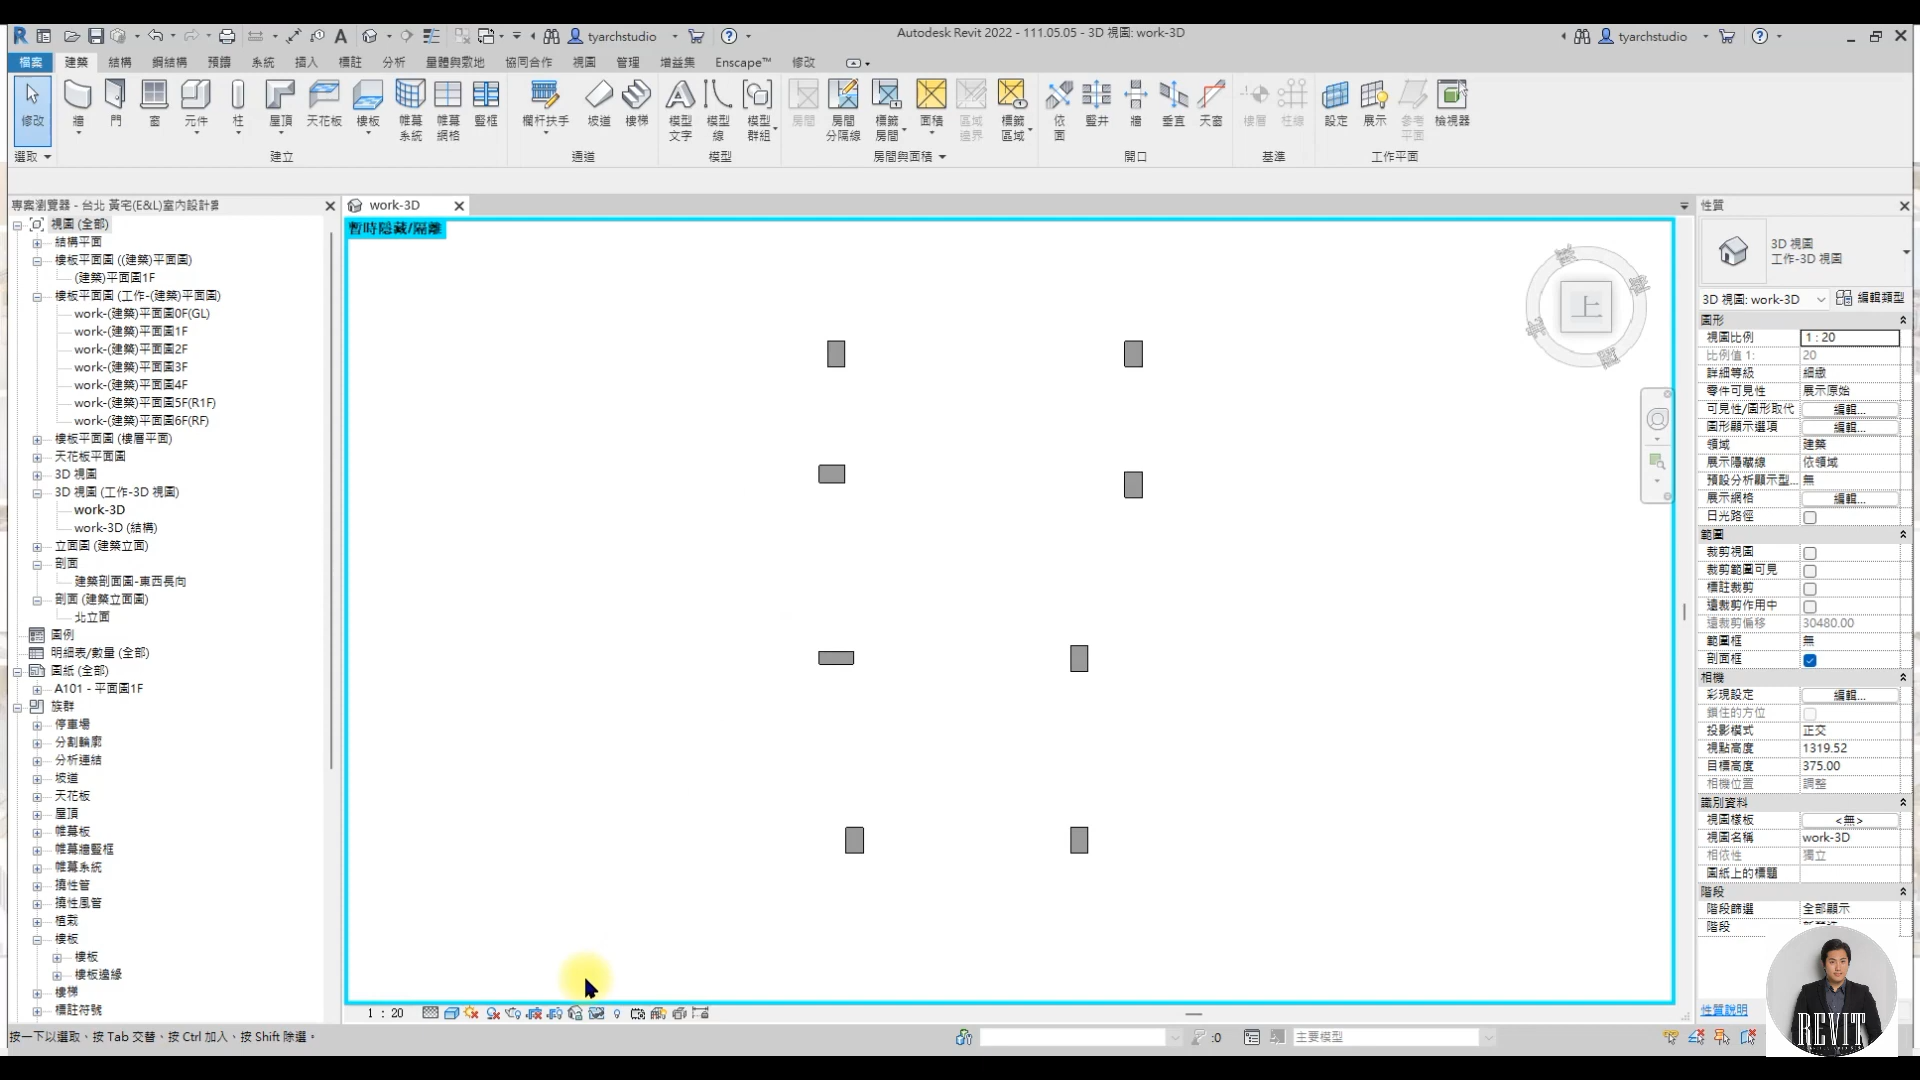 tyarchstudio
Autodesk Revit 2022 - 111.05.05 - 3D 視圖: work-3D
tyarchstudio
檔案 建築 結構 鋼結構 預鑄 系統 插入 標註 分析 量體與敷地 協同合作 視圖 管理 增益集 Enscape™ 修改
修改 牆 門 窗 元件 柱 屋頂 天花板 樓板 帷幕系統 帷幕網格 豎框 欄杆扶手 坡道 樓梯 模型文字 模型線 模型群組 房間 房間分隔線 標籤房間 面積 區域邊界 標籤區域 依面 豎井 牆 垂直 天窗 樓層 柱線 設定 展示 參考平面 檢視器
選取 建立 通道 模型 房間與面積 開口 基準 工作平面
專案瀏覽器 - 台北 黃宅(E&L)室內設計
視圖 (全部)
結構平面
樓板平面圖 ((建築)平面圖)
(建築)平面圖1F
樓板平面圖 (工作-(建築)平面圖)
work-(建築)平面圖0F(GL)
work-(建築)平面圖1F
work-(建築)平面圖2F
work-(建築)平面圖3F
work-(建築)平面圖4F
work-(建築)平面圖5F(R1F)
work-(建築)平面圖6F(RF)
樓板平面圖 (樓層平面)
天花板平面圖
3D 視圖
3D 視圖 (工作-3D 視圖)
work-3D
work-3D (結構)
立面圖 (建築立面)
剖面
建築剖面圖-東西長向
剖面 (建築立面圖)
北立面
圖例
明細表/數量 (全部)
圖紙 (全部)
A101 - 平面圖1F
族群
停車場
分割輪廓
分析連結
坡道
天花板
屋頂
帷幕板
帷幕牆豎框
帷幕系統
撓性管
撓性風管
植栽
樓板
樓板
樓板邊緣
樓梯
標註符號
work-3D
暫時隱藏/隔離
上
1 : 20
性質
3D 視圖
工作-3D 視圖
3D 視圖: work-3D 編輯類型
圖形
視圖比例 1 : 20
比例值 1: 20
詳細等級 細緻
零件可見性 展示原始
可見性/圖形取代 編輯...
圖形顯示選項 編輯...
領域 建築
展示隱藏線 依領域
預設分析顯示型... 無
展示網格 編輯...
日光路徑
範圍
裁剪視圖
裁剪範圍可見
標註裁剪
遠裁剪作用中
遠裁剪偏移 30480.00
範圍框 無
剖面框
相機
彩現設定 編輯...
鎖住的方位
投影模式 正交
視點高度 1319.52
目標高度 375.00
相機位置 調整
識別資料
視圖樣板 <無>
視圖名稱 work-3D
相依性 獨立
圖紙上的標題
階段
階段篩選 全部顯示
階段
性質說明
REVIT
按一下以選取、按 Tab 交替、按 Ctrl 加入、按 Shift 除選。
:0
主要模型